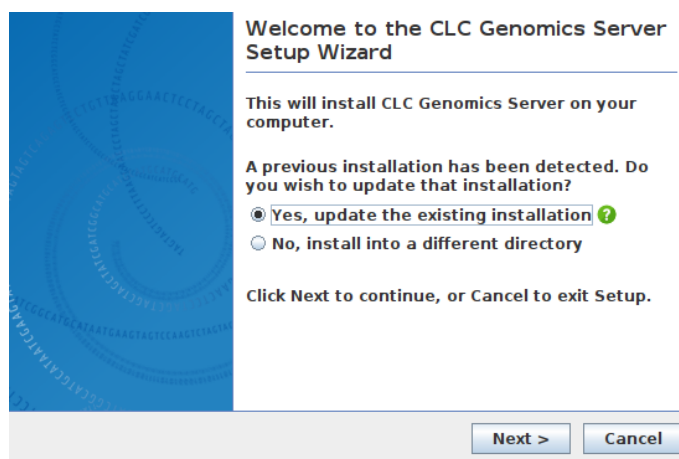 Welcome to the CLC Genomics Server
Setup Wizard
This will install CLC Genomics Server on your
computer.
A previous installation has been detected. Do
you wish to update that installation?
Yes, update the existing installation ?
No, install into a different directory
Click Next to continue, or Cancel to exit Setup.
Next >
Cancel